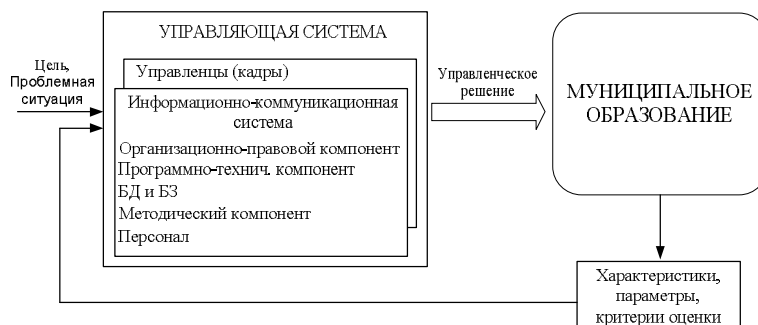 УПРАВЛЯЮЩАЯ СИСТЕМА
Цель,
Проблемная
ситуация
Управленцы (кадры)
Информационно-коммуникационная
система
Организационно-правовой компонент
Программно-технич. компонент
БД и БЗ
Методический компонент
Персонал
Управленческое
решение
МУНИЦИПАЛЬНОЕ
ОБРАЗОВАНИЕ
Характеристики,
параметры,
критерии оценки